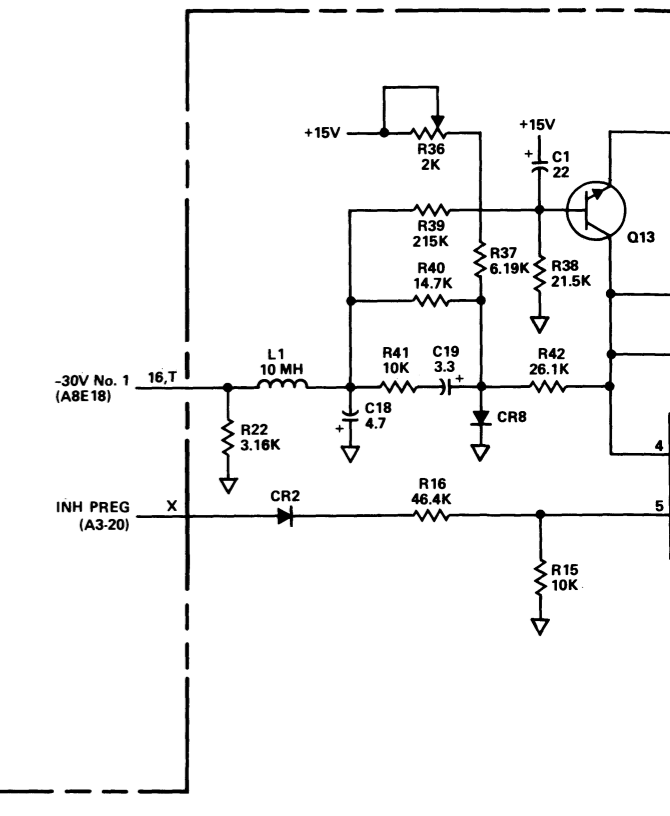 +15V
R36
2K
+15V
+
C1
22
Q13
R39
215K
R37
6.19K
R38
21.5K
R40
14.7K
L1
10 MH
R41
10K
C19
3.3
+
R42
26.1K
-30V No. 1
(A8E18)
16,T
R22
3.16K
+
C18
4.7
CR8
4
INH PREG
(A3-20)
X
CR2
R16
46.4K
5
R15
10K